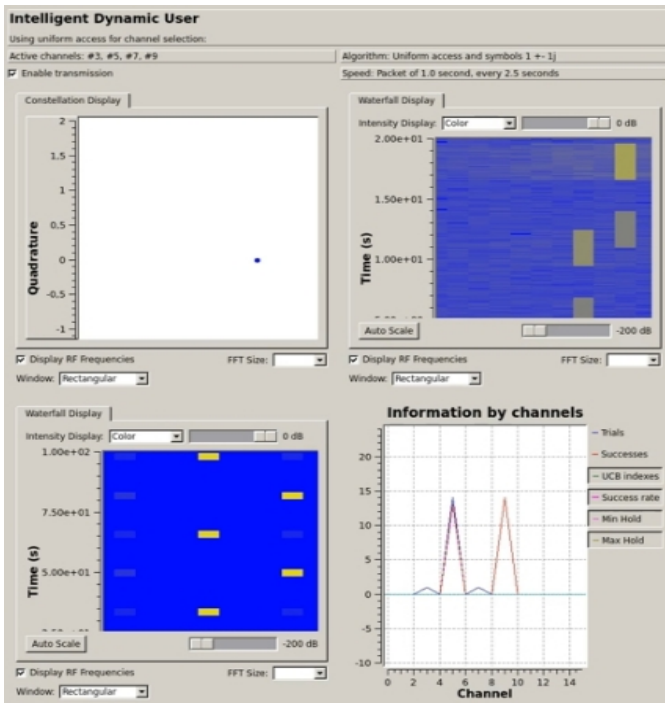 Intelligent Dynamic User
Using uniform access for channel selection:
Active channels: #3, #5, #7, #9
Algorithm: Uniform access and symbols 1 +- 1j
Enable transmission
Speed: Packet of 1.0 second, every 2.5 seconds
Constellation Display
2
1.5
1
0.5
0
-0.5
-1
Quadrature
Display RF Frequencies
FFT Size:
Window: Rectangular
Waterfall Display
Intensity Display: Color
0 dB
2.00e+01
1.50e+01
1.00e+01
Time (s)
Auto Scale
-200 dB
Display RF Frequencies
FFT Size:
Window: Rectangular
Waterfall Display
Intensity Display: Color
0 dB
1.00e+02
7.50e+01
5.00e+01
Time (s)
Auto Scale
-200 dB
Display RF Frequencies
FFT Size:
Window: Rectangular
Information by channels
20
15
10
5
0
-5
-10
0 2 4 6 8 10 12 14
Channel
Trials
Successes
UCB indexes
Success rate
Min Hold
Max Hold